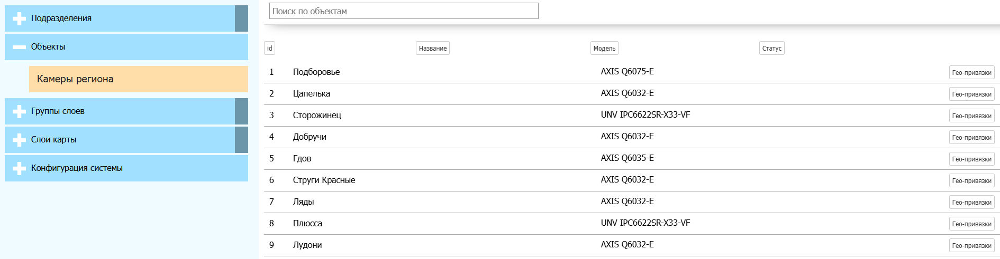 Подразделения
Объекты
Камеры региона
Группы слоев
Слои карты
Конфигурация системы
Поиск по объектам
id Название Модель Статус
1 Подборовье AXIS Q6075-E Гео-привязки
2 Цапелька AXIS Q6032-E Гео-привязки
3 Сторожинец UNV IPC6622SR-X33-VF Гео-привязки
4 Добручи AXIS Q6032-E Гео-привязки
5 Гдов AXIS Q6035-E Гео-привязки
6 Струги Красные AXIS Q6032-E Гео-привязки
7 Ляды AXIS Q6032-E Гео-привязки
8 Плюсса UNV IPC6622SR-X33-VF Гео-привязки
9 Лудони AXIS Q6032-E Гео-привязки